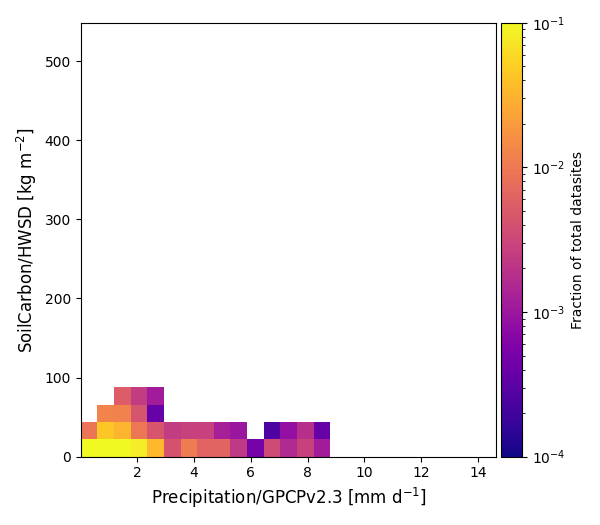 500
400
300
200
100
0
SoilCarbon/HWSD [kg m⁻²]
2 4 6 8 10 12 14
Precipitation/GPCPv2.3 [mm d⁻¹]
10⁻¹
10⁻²
10⁻³
10⁻⁴
Fraction of total datasites